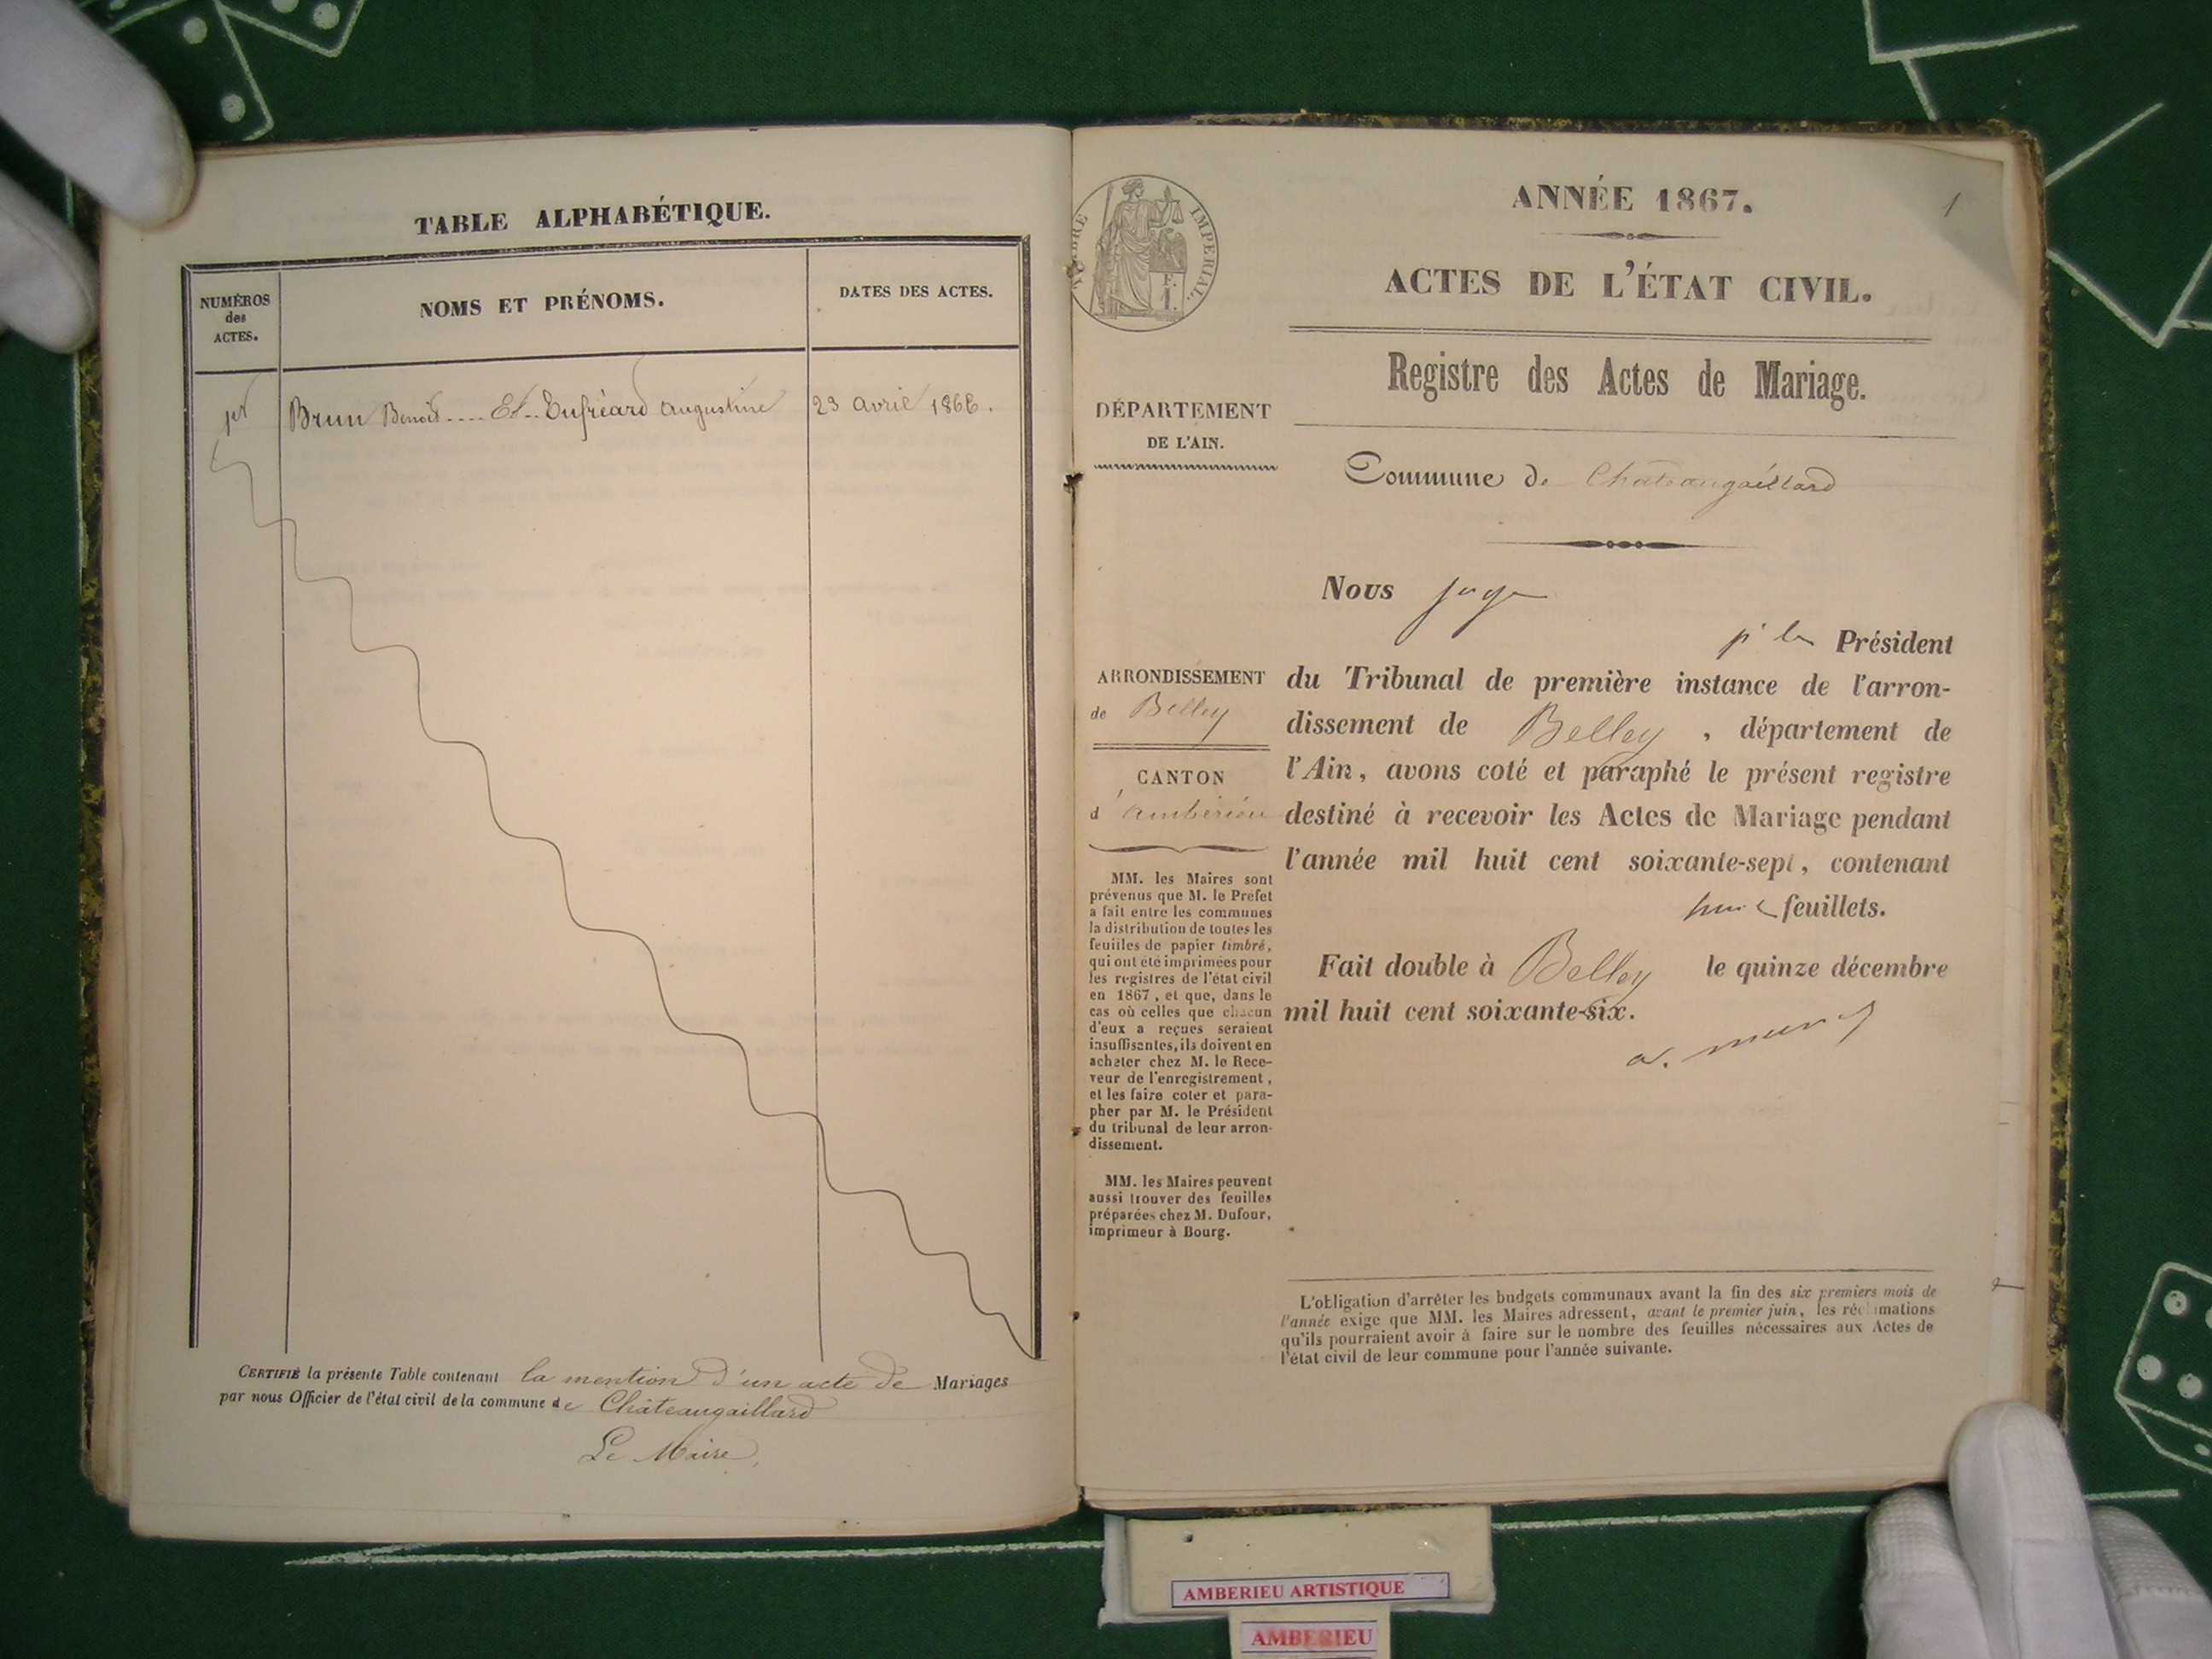 TABLE ALPHABÉTIQUE.
NUMÉROS
des
ACTES.
NOMS ET PRÉNOMS.
DATES DES ACTES.
1er Brun Benoît .... Et .. Tufréard Augustine 23 avril 1866.
CERTIFIÉ la présente Table contenant la mention d'un acte de Mariages
par nous Officier de l'état civil de la commune de Châteaugaillard
Le Maire,
TIMBRE IMPERIAL.
F.
1.
DÉPARTEMENT
DE L'AIN.
ARRONDISSEMENT
de Belley
CANTON
d'Ambérieu
MM. les Maires sont
prévenus que M. le Prefet
a fait entre les communes
la distribution de toutes les
feuilles de papier timbré,
qui ont été imprimées pour
les registres de l'état civil
en 1867, et que, dans le
cas où celles que chacun
d'eux a reçues seraient
insuffisantes, ils doivent en
acheter chez M. le Rece-
veur de l'enregistrement,
et les faire coter et para-
pher par M. le Président
du tribunal de leur arron-
dissement.
MM. les Maires peuvent
aussi trouver des feuilles
préparées chez M. Dufour,
imprimeur à Bourg.
1
ANNÉE 1867.
ACTES DE L'ÉTAT CIVIL.
Registre des Actes de Mariage.
Commune de Chateaugaillard
Nous juge
pr le Président
du Tribunal de première instance de l'arron-
dissement de Belley, département de
l'Ain, avons coté et paraphé le présent registre
destiné à recevoir les Actes de Mariage pendant
l'année mil huit cent soixante-sept, contenant
huit feuillets.
Fait double à Belley le quinze décembre
mil huit cent soixante-six.
L'obligation d'arrêter les budgets communaux avant la fin des six premiers mois de
l'année exige que MM. les Maires adressent, avant le premier juin, les réclamations
qu'ils pourraient avoir à faire sur le nombre des feuilles nécessaires aux Actes de
l'état civil de leur commune pour l'année suivante.
AMBERIEU ARTISTIQUE
AMBERIEU